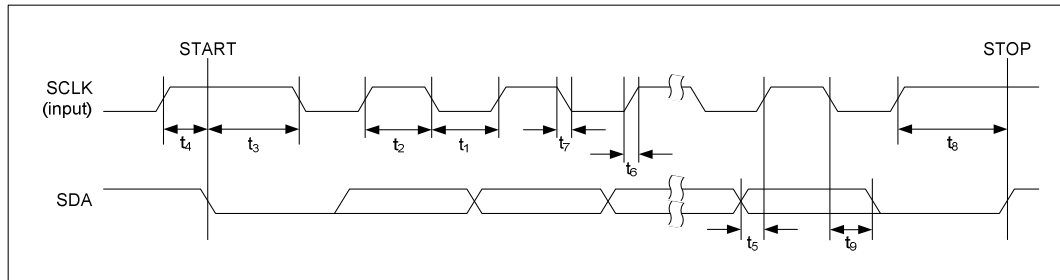 START
STOP
SCLK
(input)
t4
t3
t2
t1
t7
t6
t8
SDA
t5
t9